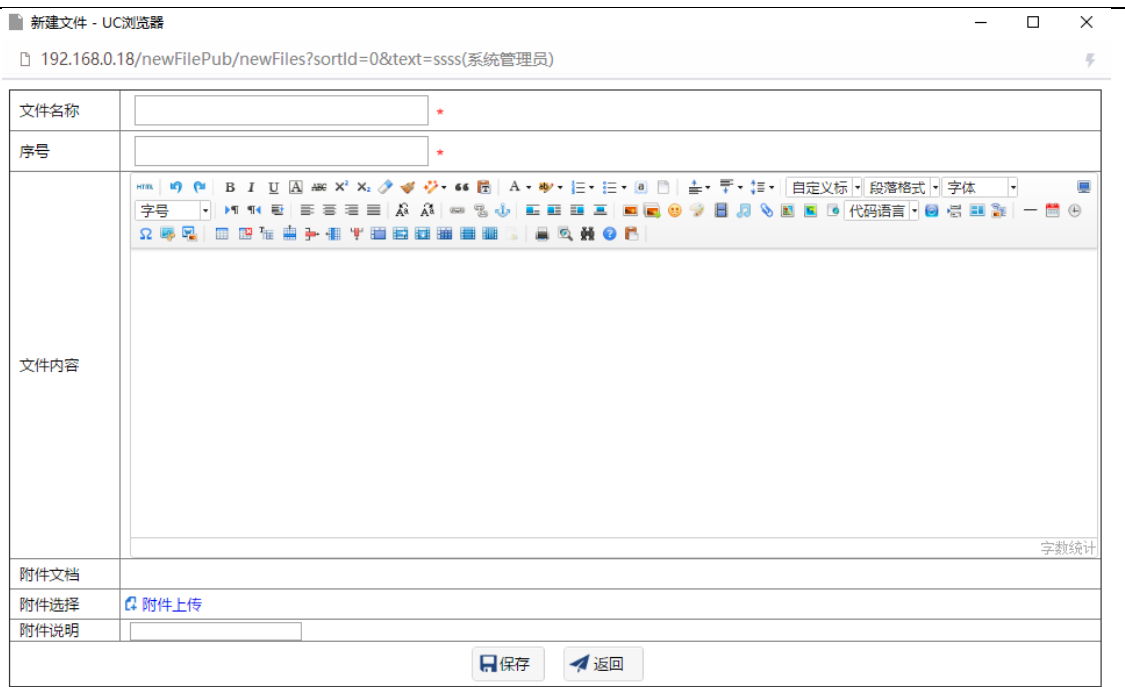 新建文件 - UC浏览器
192.168.0.18/newFilePub/newFiles?sortId=0&text=ssss(系统管理员)
文件名称 *
序号 *
HTML B I U A ABC X² X₂ A 自定义标 段落格式 字体
字号 代码语言
Ω
文件内容
字数统计
附件文档
附件选择 附件上传
附件说明
保存 返回